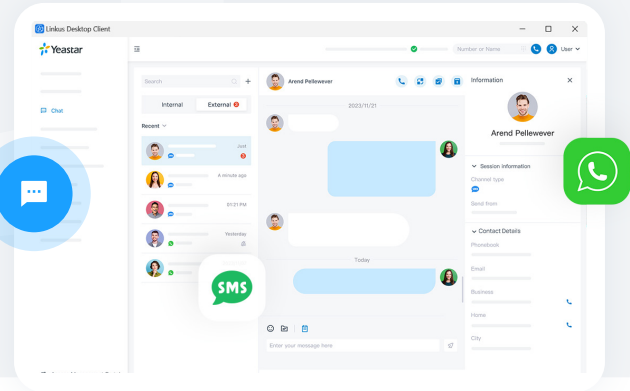 Linkus Desktop Client
Yeastar
Number or Name
User
Chat
Search
Internal
External
Recent
Just
A minute ago
01:21 PM
Yesterday
SMS
Arend Pellewever
2023/11/21
Today
Enter your message here
Information
Arend Pellewever
Session Information
Channel type
Send from
Contact Details
Phonebook
Email
Business
Home
City